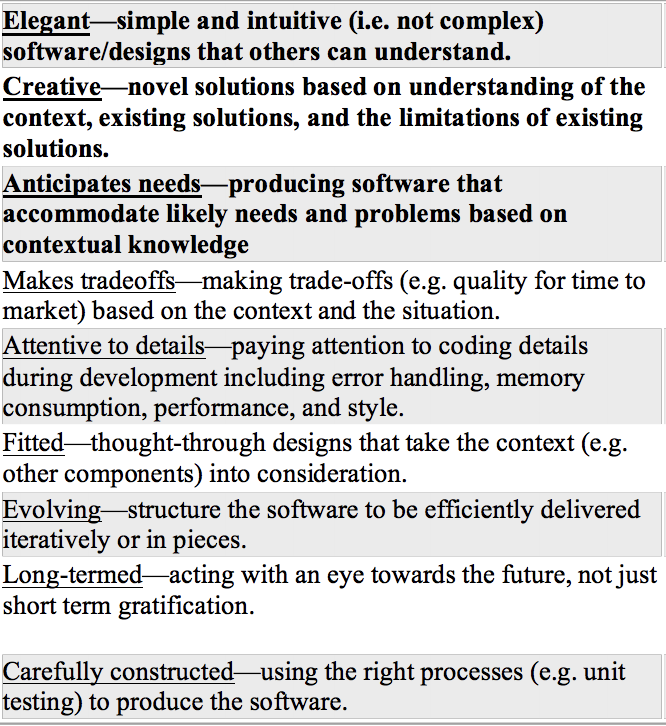 Elegant—simple and intuitive (i.e. not complex)
software/designs that others can understand.
Creative—novel solutions based on understanding of the
context, existing solutions, and the limitations of existing
solutions.
Anticipates needs—producing software that
accommodate likely needs and problems based on
contextual knowledge
Makes tradeoffs—making trade-offs (e.g. quality for time to
market) based on the context and the situation.
Attentive to details—paying attention to coding details
during development including error handling, memory
consumption, performance, and style.
Fitted—thought-through designs that take the context (e.g.
other components) into consideration.
Evolving—structure the software to be efficiently delivered
iteratively or in pieces.
Long-termed—acting with an eye towards the future, not just
short term gratification.
Carefully constructed—using the right processes (e.g. unit
testing) to produce the software.